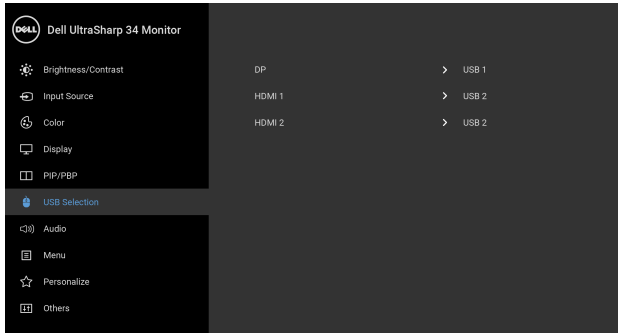 DELL Dell UltraSharp 34 Monitor
Brightness/Contrast DP USB 1
Input Source HDMI 1 USB 2
Color HDMI 2 USB 2
Display
PIP/PBP
USB Selection
Audio
Menu
Personalize
Others